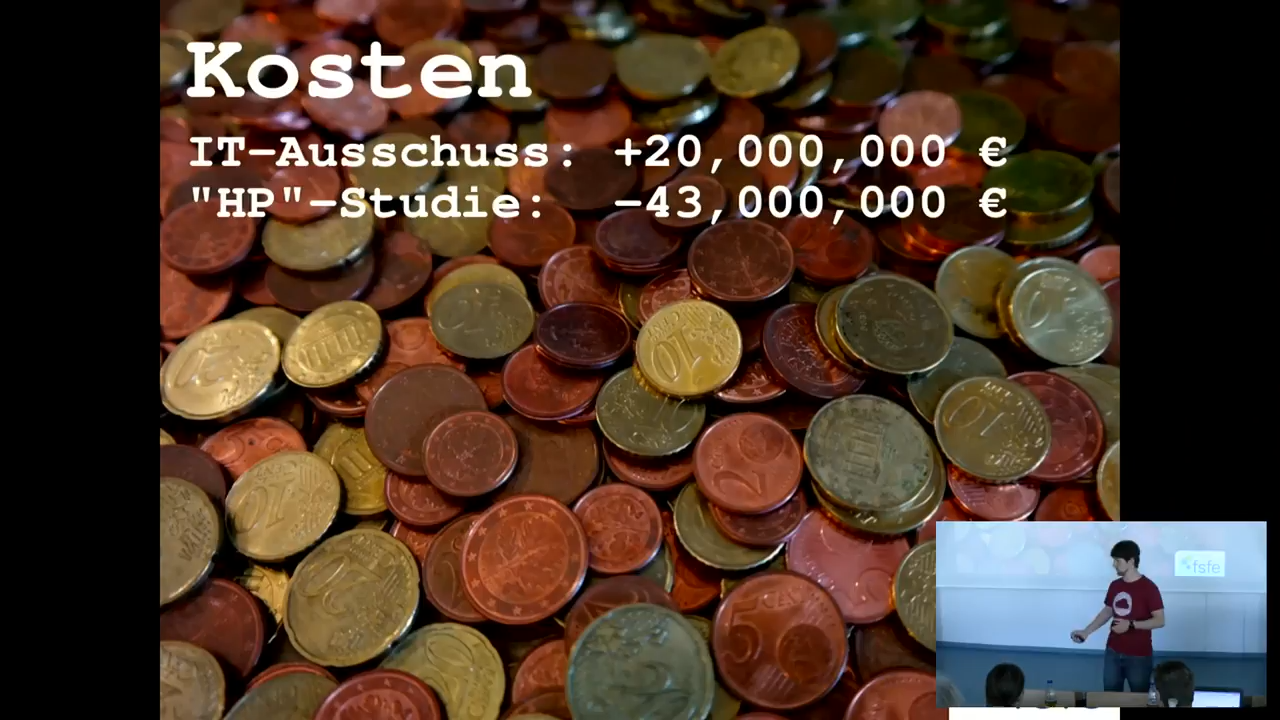 Kosten
IT-Ausschuss: +20,000,000 €
"HP"-Studie: -43,000,000 €
fsfe